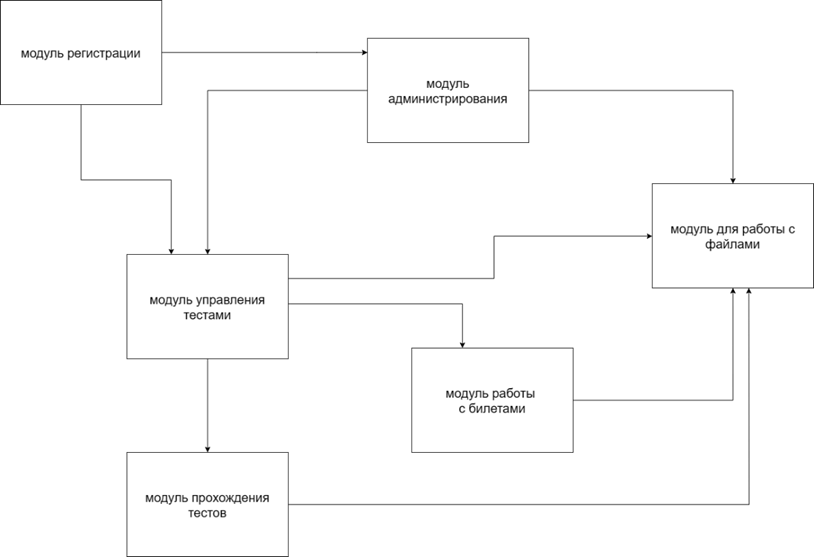 модуль регистрации
модуль
администрирования
модуль для работы с
файлами
модуль управления
тестами
модуль работы
с билетами
модуль прохождения
тестов